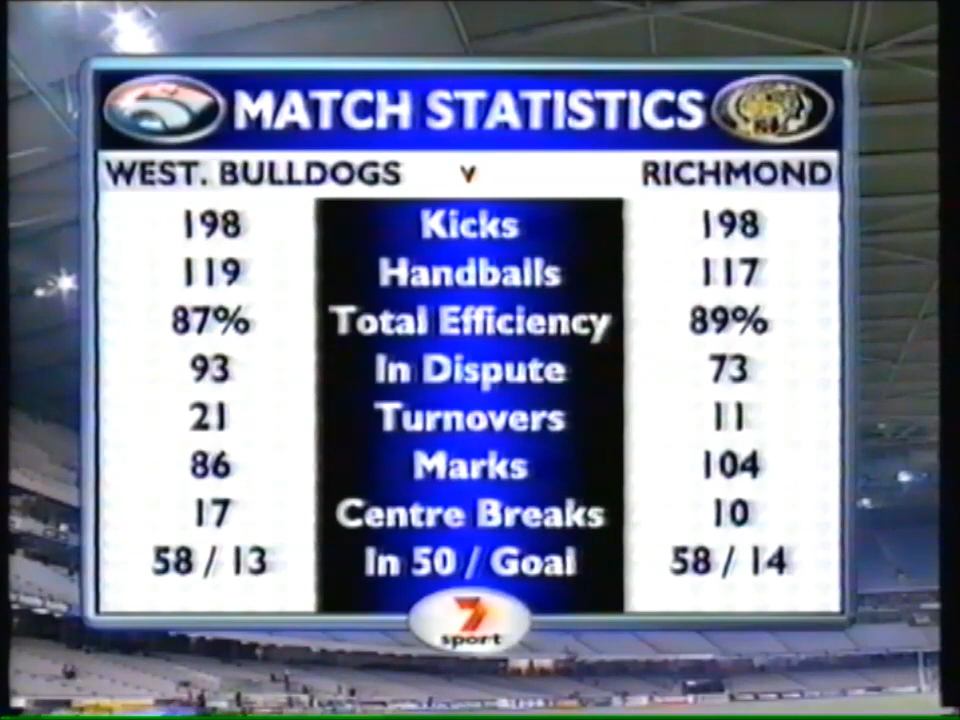 MATCH STATISTICS
WEST. BULLDOGS v RICHMOND
198 Kicks 198
119 Handballs 117
87% Total Efficiency 89%
93 In Dispute 73
21 Turnovers 11
86 Marks 104
17 Centre Breaks 10
58 / 13 In 50 / Goal 58 / 14
7
sport